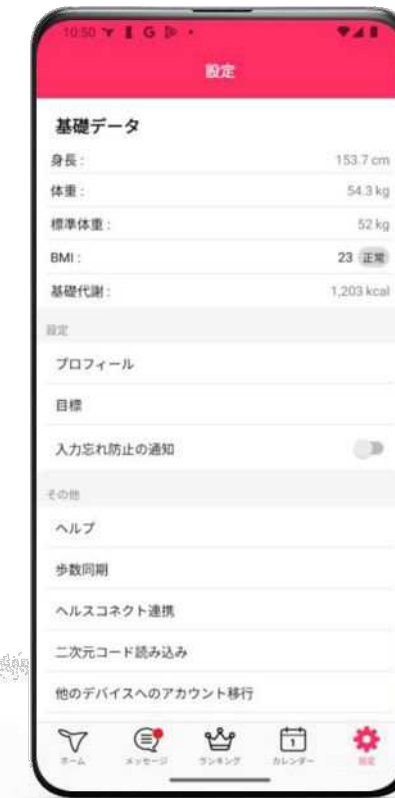 10:50
設定
基礎データ
身長: 153.7 cm
体重: 54.3 kg
標準体重: 52 kg
BMI: 23 正常
基礎代謝: 1,203 kcal
設定
プロフィール
目標
入力忘れ防止の通知
その他
ヘルプ
歩数同期
ヘルスコネクト連携
二次元コード読み込み
他のデバイスへのアカウント移行
1
ホーム メッセージ ランキング カレンダー 設定